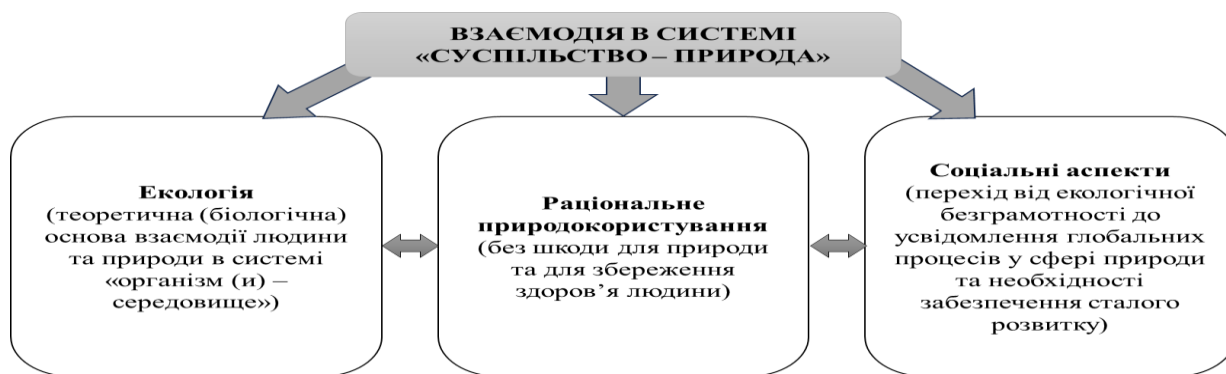 ВЗАЄМОДІЯ В СИСТЕМІ
«СУСПІЛЬСТВО – ПРИРОДА»
Екологія
(теоретична (біологічна)
основа взаємодії людини
та природи в системі
«організм (и) –
середовище»)
Раціональне
природокористування
(без шкоди для природи
та для збереження
здоров’я людини)
Соціальні аспекти
(перехід від екологічної
безграмотності до
усвідомлення глобальних
процесів у сфері природи
та необхідності
забезпечення сталого
розвитку)